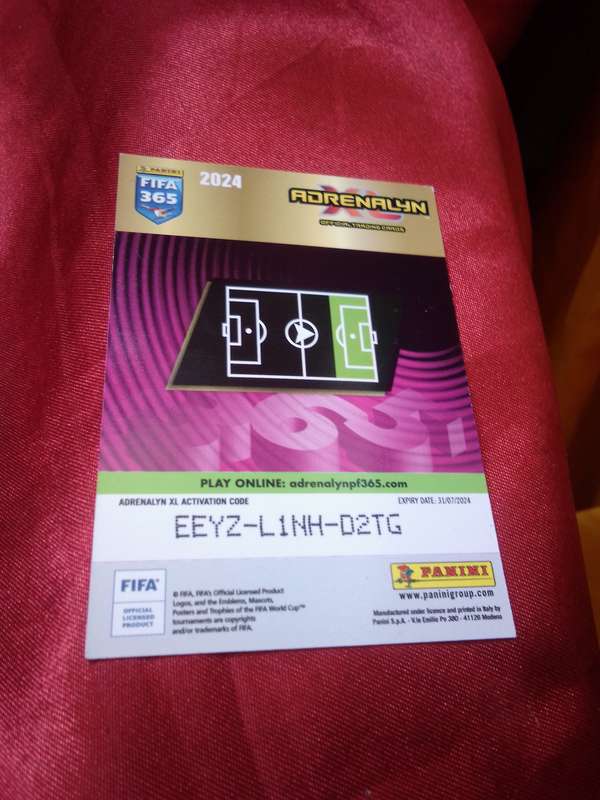 PANINI
FIFA
365
2024
ADRENALYN
XL
OFFICIAL TRADING CARDS
PLAY ONLINE: adrenalynpf365.com
ADRENALYN XL ACTIVATION CODE
EXPIRY DATE: 31/07/2024
EEYZ-L1NH-D2TG
FIFA®
OFFICIAL
LICENSED
PRODUCT
© FIFA, FIFA's Official Licensed Product
Logos, and the Emblems, Mascots,
Posters and Trophies of the FIFA World Cup™
tournaments are copyrights
and/or trademarks of FIFA.
PANINI
www.paninigroup.com
Manufactured under licence and printed in Italy by
Panini S.p.A. - V.le Emilio Po 380 - 41126 Modena